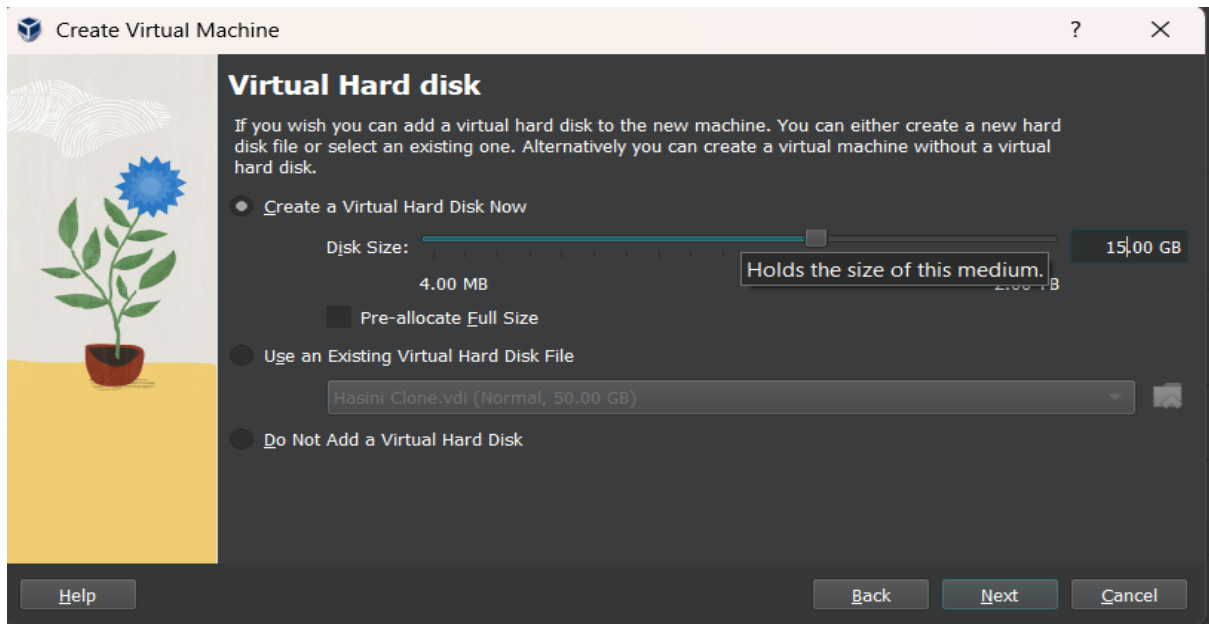 Create Virtual Machine ? ✕
Virtual Hard disk
If you wish you can add a virtual hard disk to the new machine. You can either create a new hard
disk file or select an existing one. Alternatively you can create a virtual machine without a virtual
hard disk.
Create a Virtual Hard Disk Now
Disk Size: 15.00 GB
Holds the size of this medium.
4.00 MB
Pre-allocate Full Size
Use an Existing Virtual Hard Disk File
Hasini Clone.vdi (Normal, 50.00 GB)
Do Not Add a Virtual Hard Disk
Help Back Next Cancel